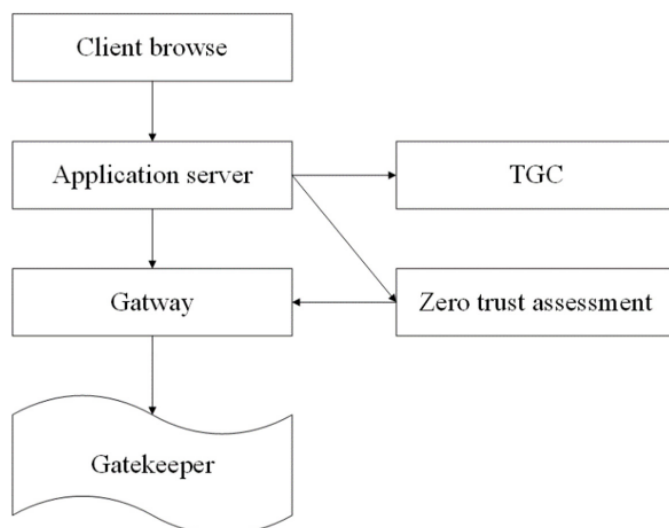 Client browse
Application server
TGC
Gatway
Zero trust assessment
Gatekeeper